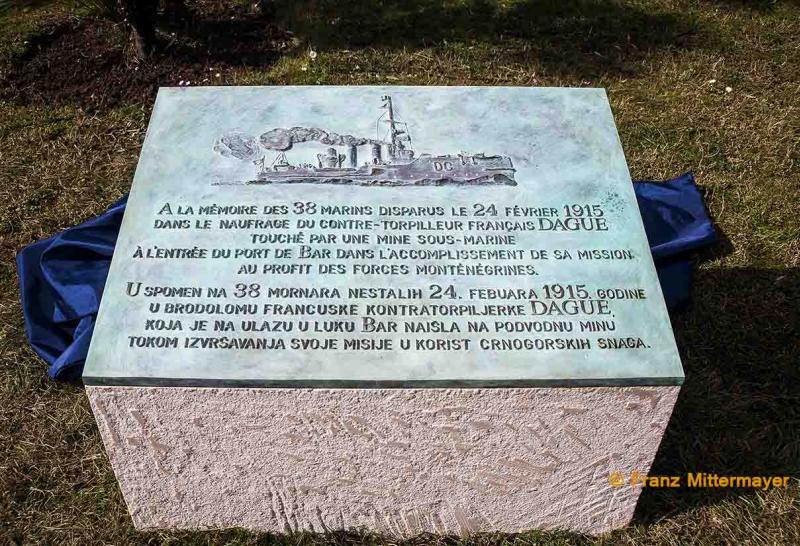 DG
A LA MÉMOIRE DES 38 MARINS DISPARUS LE 24 FÉVRIER 1915
DANS LE NAUFRAGE DU CONTRE-TORPILLEUR FRANÇAIS DAGUE
TOUCHÉ PAR UNE MINE SOUS-MARINE
À L'ENTRÉE DU PORT DE BAR DANS L'ACCOMPLISSEMENT DE SA MISSION
AU PROFIT DES FORCES MONTÉNÉGRINES.
U SPOMEN NA 38 MORNARA NESTALIH 24. FEBUARA 1915. GODINE
U BRODOLOMU FRANCUSKE KONTRATORPILJERKE DAGUE,
KOJA JE NA ULAZU U LUKU BAR NAIŠLA NA PODVODNU MINU
TOKOM IZVRŠAVANJA SVOJE MISIJE U KORIST CRNOGORSKIH SNAGA.
© Franz Mittermayer